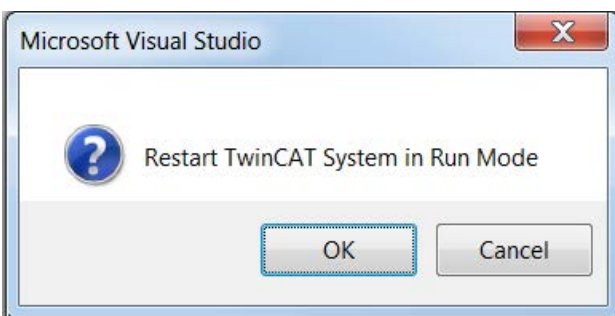 Microsoft Visual Studio
Restart TwinCAT System in Run Mode
OK
Cancel